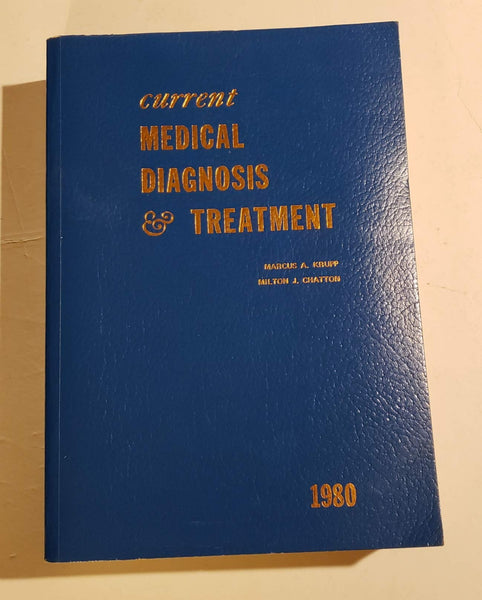 current
MEDICAL
DIAGNOSIS
& TREATMENT
MARCUS A. KRUPP
MILTON J. CHATTON
1980